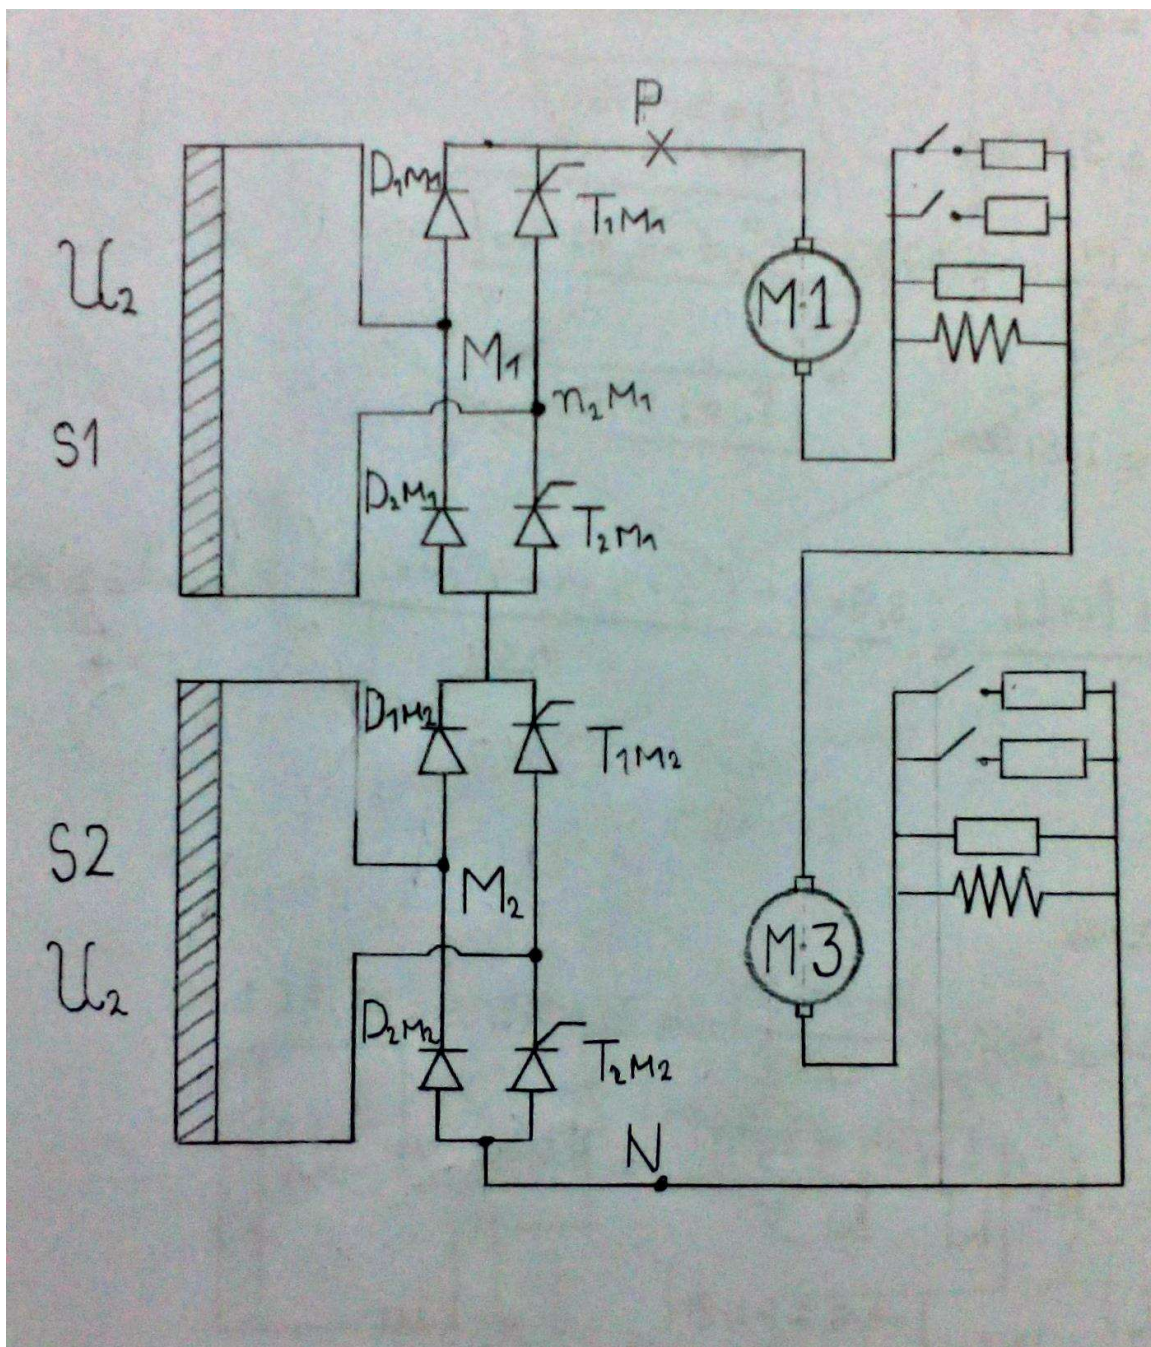 P
D₁M₁
T₁M₁
U₂
M1
M₁
n₂M₁
S1
D₂M₁
T₂M₁
D₁M₂
T₁M₂
S2
M₂
M3
U₂
D₂M₂
T₂M₂
N